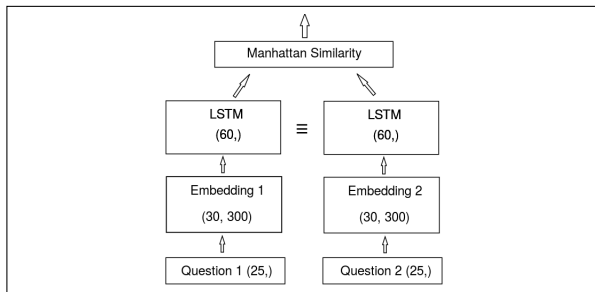 Manhattan Similarity
LSTM
(60,)
≡
LSTM
(60,)
Embedding 1
(30, 300)
Embedding 2
(30, 300)
Question 1 (25,)
Question 2 (25,)